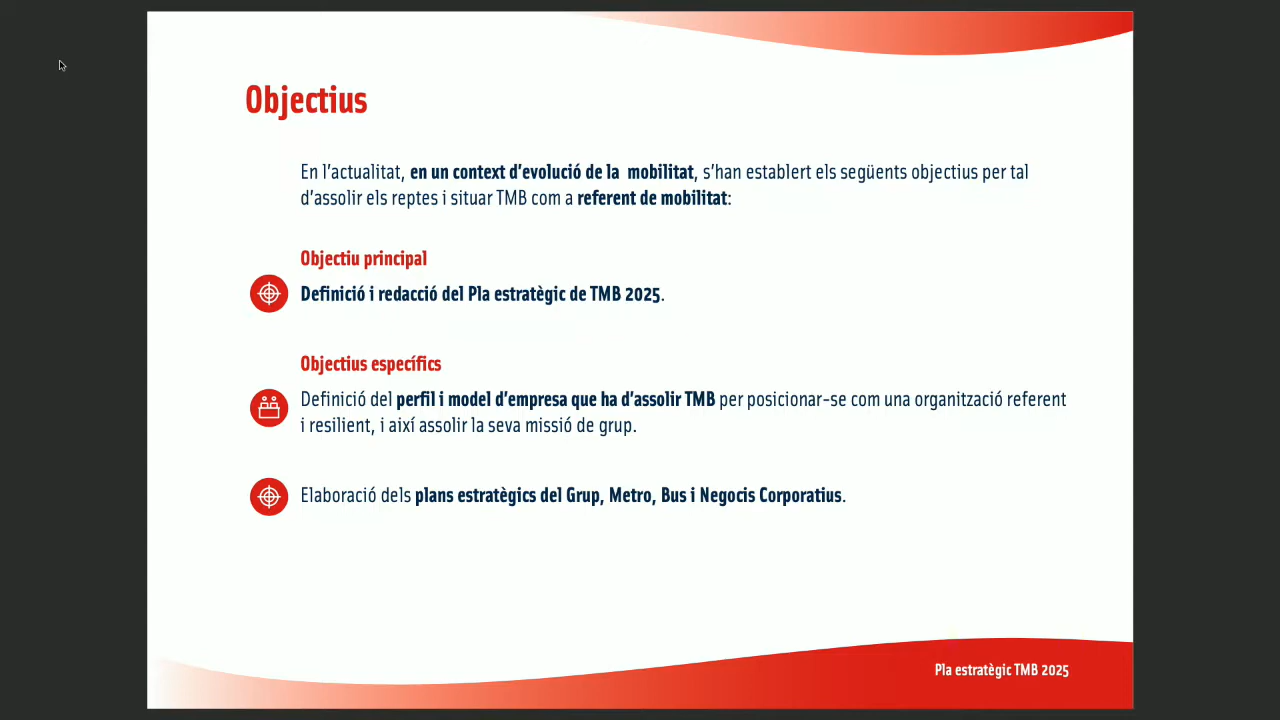 Objectius
En l'actualitat, en un context d'evolució de la  mobilitat, s'han establert els següents objectius per tal
d'assolir els reptes i situar TMB com a referent de mobilitat:
Objectiu principal
Definició i redacció del Pla estratègic de TMB 2025.
Objectius específics
Definició del perfil i model d'empresa que ha d'assolir TMB per posicionar-se com una organització referent
i resilient, i així assolir la seva missió de grup.
Elaboració dels plans estratègics del Grup, Metro, Bus i Negocis Corporatius.
Pla estratègic TMB 2025